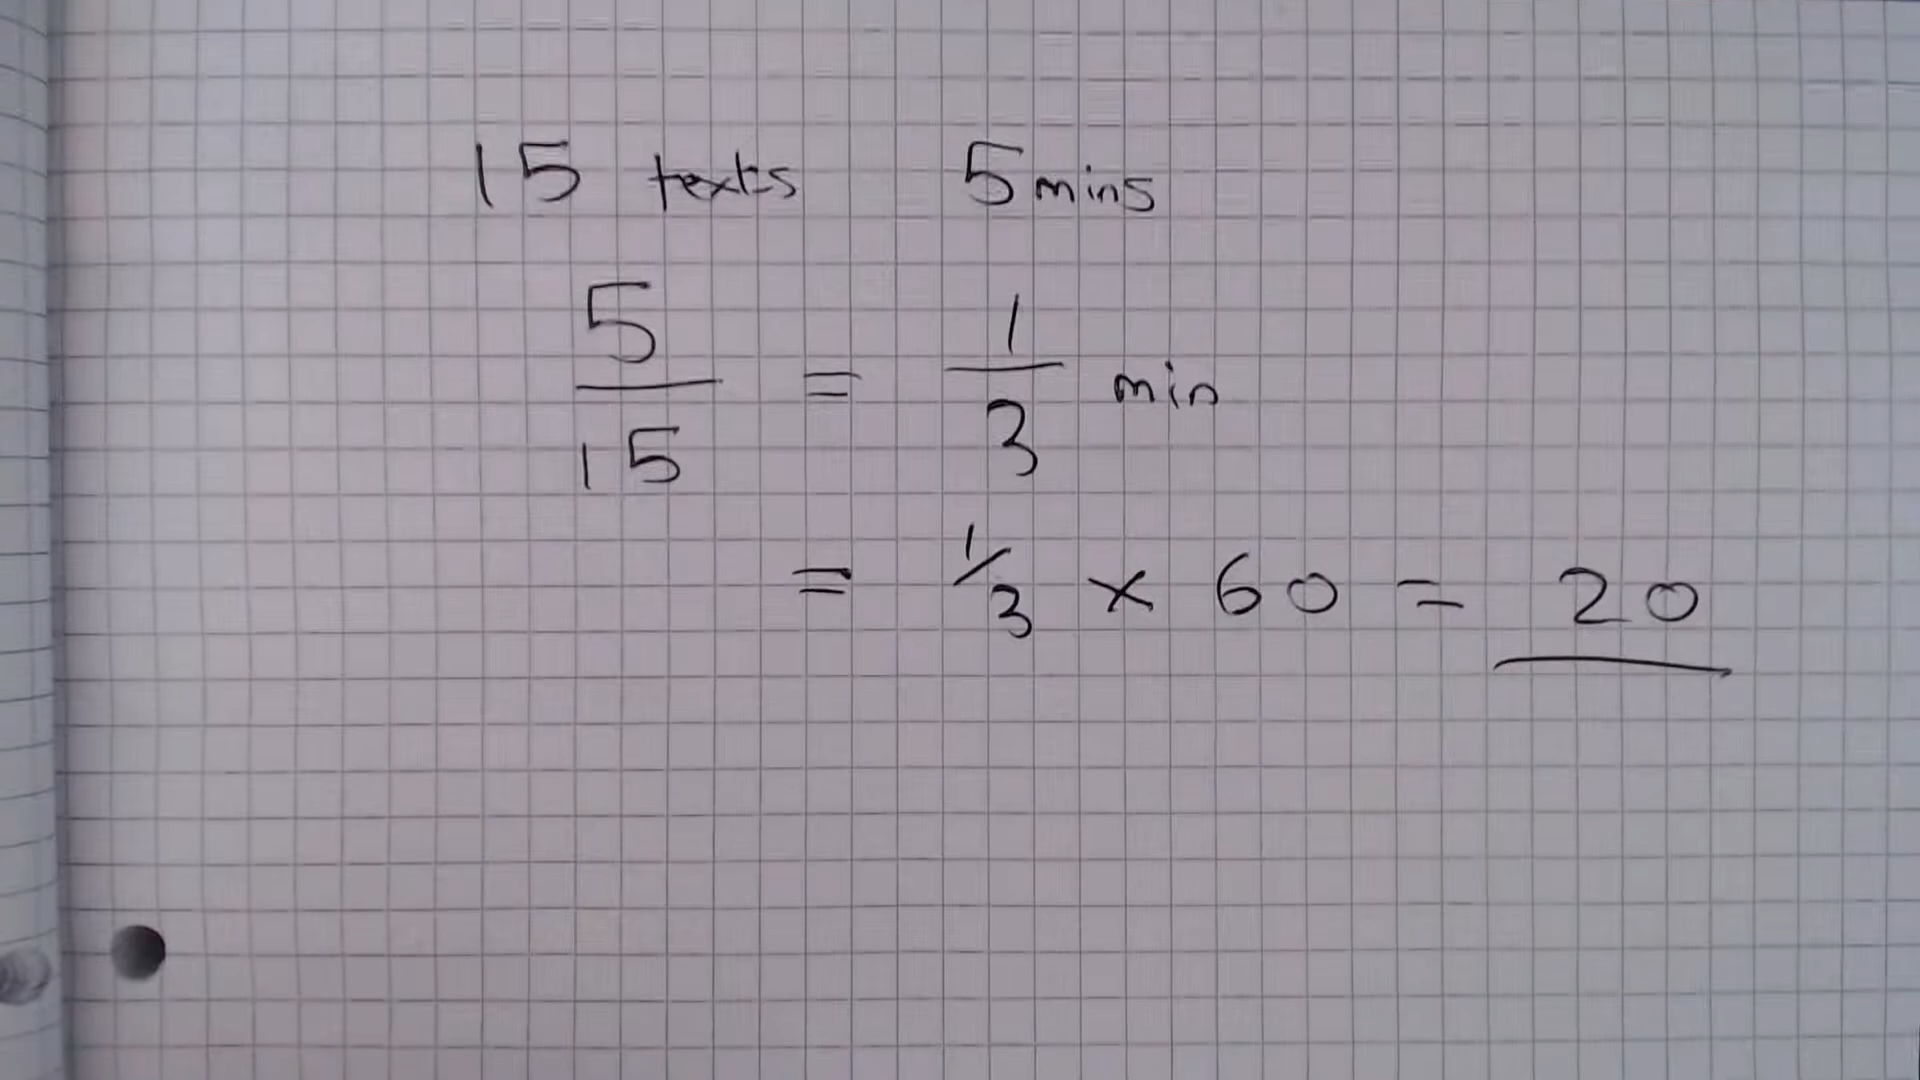 15 texts 5 mins
5/15 = 1/3 min
= 1/3 × 60 = 20